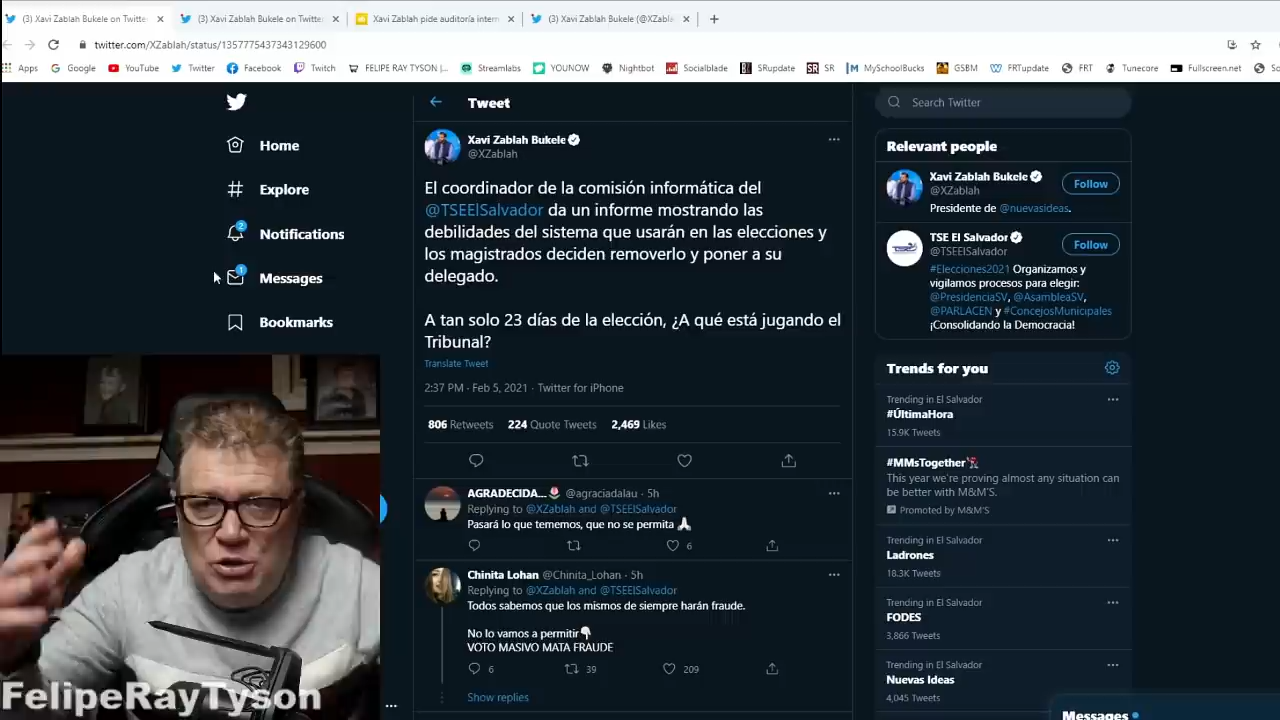 (3) Xavi Zablah Bukele on Twitte
(3) Xavi Zablah Bukele on Twitte
Xavi Zablah pide auditoría intern
(3) Xavi Zablah Bukele (@XZabla
twitter.com/XZablah/status/1357775437343129600
Apps
Google
YouTube
Twitter
Facebook
Twitch
FELIPE RAY TYSON |...
Streamlabs
YOUNOW
Nightbot
Socialblade
SRupdate
SR
MySchoolBucks
GSBM
FRTupdate
FRT
Tunecore
Fullscreen.net
Home
Explore
2
Notifications
1
Messages
Bookmarks
Tweet
Xavi Zablah Bukele
@XZablah
El coordinador de la comisión informática del
@TSEElSalvador da un informe mostrando las
debilidades del sistema que usarán en las elecciones y
los magistrados deciden removerlo y poner a su
delegado.
A tan solo 23 días de la elección, ¿A qué está jugando el
Tribunal?
Translate Tweet
2:37 PM · Feb 5, 2021 · Twitter for iPhone
806 Retweets 224 Quote Tweets 2,469 Likes
AGRADECIDA... @agraciadalau · 5h
Replying to @XZablah and @TSEElSalvador
Pasará lo que tememos, que no se permita
6
Chinita Lohan @Chinita_Lohan · 5h
Replying to @XZablah and @TSEElSalvador
Todos sabemos que los mismos de siempre harán fraude.
No lo vamos a permitir
VOTO MASIVO MATA FRAUDE
6 39 209
Show replies
Search Twitter
Relevant people
Xavi Zablah Bukele
@XZablah
Follow
Presidente de @nuevasideas.
TSE El Salvador
@TSEElSalvador
Follow
#Elecciones2021 Organizamos y
vigilamos procesos para elegir:
@PresidenciaSV, @AsambleaSV,
@PARLACEN y #ConcejosMunicipales
¡Consolidando la Democracia!
Trends for you
Trending in El Salvador
#ÚltimaHora
15.9K Tweets
#MMsTogether
This year we're proving almost any situation can
be better with M&M'S.
Promoted by M&M'S
Trending in El Salvador
Ladrones
18.3K Tweets
Trending in El Salvador
FODES
3,866 Tweets
Trending in El Salvador
Nuevas Ideas
4,045 Tweets
Messages
FelipeRayTyson